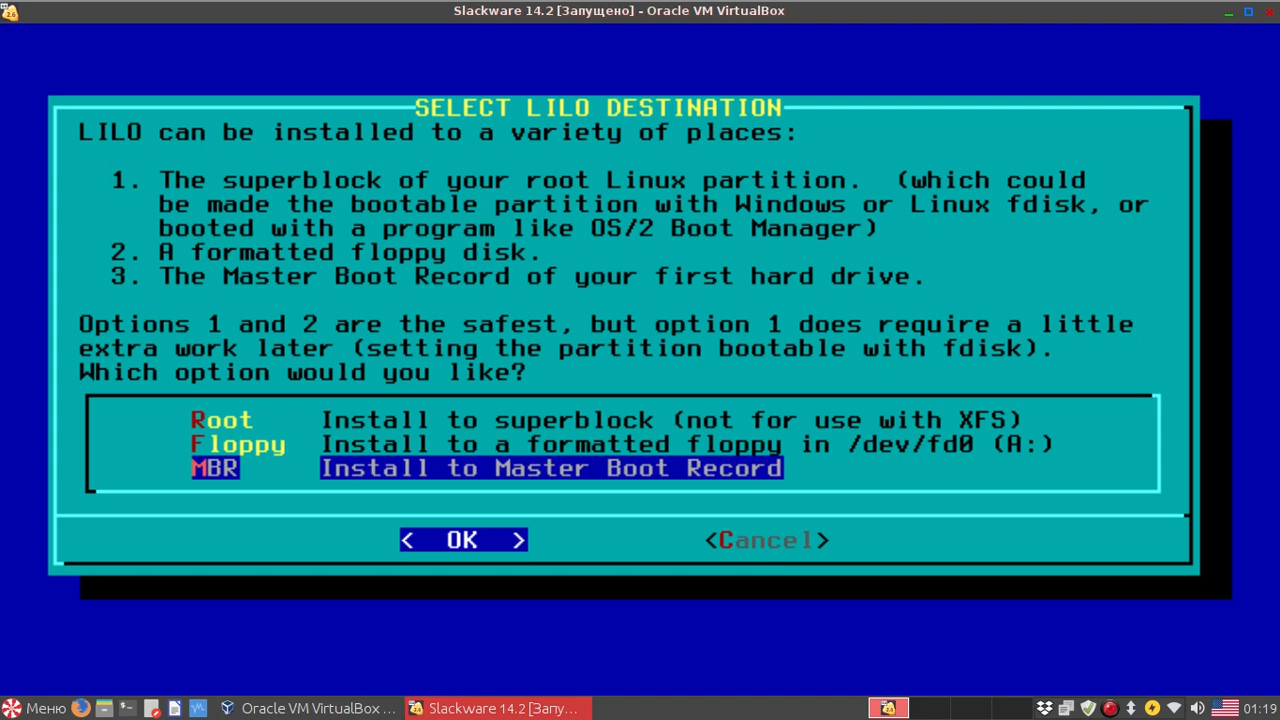 Slackware 14.2 [Запущено] - Oracle VM VirtualBox
SELECT LILO DESTINATION
LILO can be installed to a variety of places:
1. The superblock of your root Linux partition. (which could
be made the bootable partition with Windows or Linux fdisk, or
booted with a program like OS/2 Boot Manager)
2. A formatted floppy disk.
3. The Master Boot Record of your first hard drive.
Options 1 and 2 are the safest, but option 1 does require a little
extra work later (setting the partition bootable with fdisk).
Which option would you like?
Root Install to superblock (not for use with XFS)
Floppy Install to a formatted floppy in /dev/fd0 (A:)
MBR Install to Master Boot Record
< OK > <Cancel>
Меню Oracle VM VirtualBox ... Slackware 14.2 [Запу... 01:19